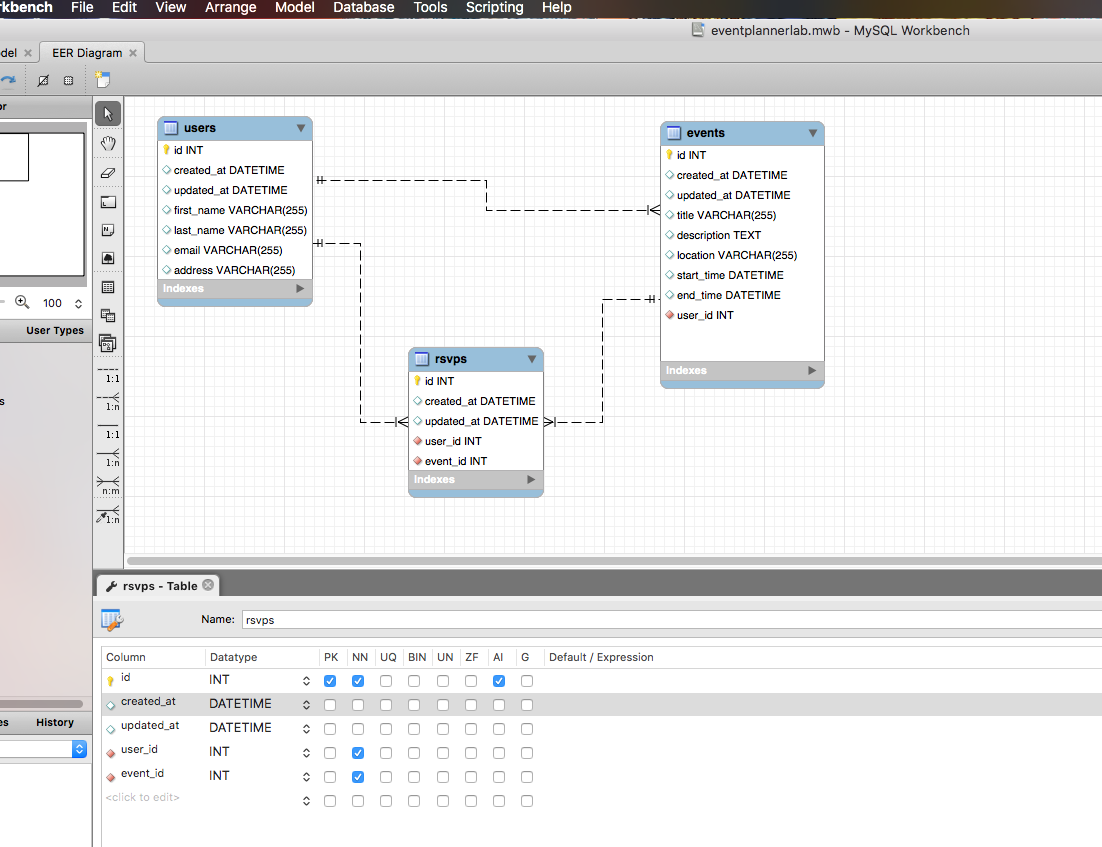 rkbench File Edit View Arrange Model Database Tools Scripting Help
eventplannerlab.mwb - MySQL Workbench
del EER Diagram
or
100
User Types
s
es History
1:1
1:n
1:1
1:n
n:m
1:n
users
id INT
created_at DATETIME
updated_at DATETIME
first_name VARCHAR(255)
last_name VARCHAR(255)
email VARCHAR(255)
address VARCHAR(255)
Indexes
events
id INT
created_at DATETIME
updated_at DATETIME
title VARCHAR(255)
description TEXT
location VARCHAR(255)
start_time DATETIME
end_time DATETIME
user_id INT
Indexes
rsvps
id INT
created_at DATETIME
updated_at DATETIME
user_id INT
event_id INT
Indexes
rsvps - Table
Name: rsvps
Column Datatype PK NN UQ BIN UN ZF AI G Default / Expression
id INT
created_at DATETIME
updated_at DATETIME
user_id INT
event_id INT
<click to edit>